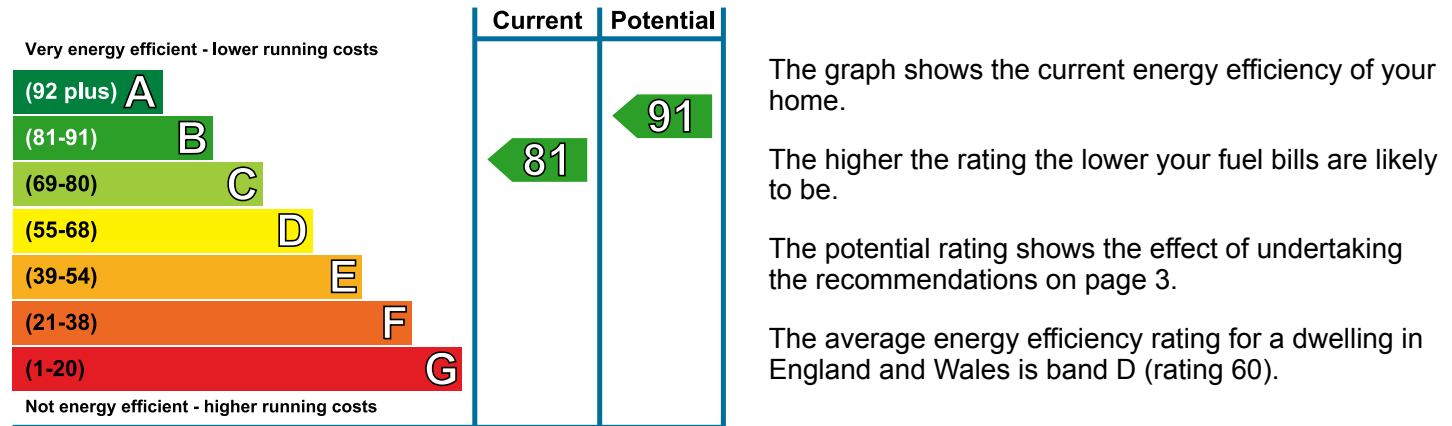 Current Potential
Very energy efficient - lower running costs
(92 plus) A
(81-91) B
(69-80) C
(55-68) D
(39-54) E
(21-38) F
(1-20) G
Not energy efficient - higher running costs
81
91
The graph shows the current energy efficiency of your
home.
The higher the rating the lower your fuel bills are likely
to be.
The potential rating shows the effect of undertaking
the recommendations on page 3.
The average energy efficiency rating for a dwelling in
England and Wales is band D (rating 60).